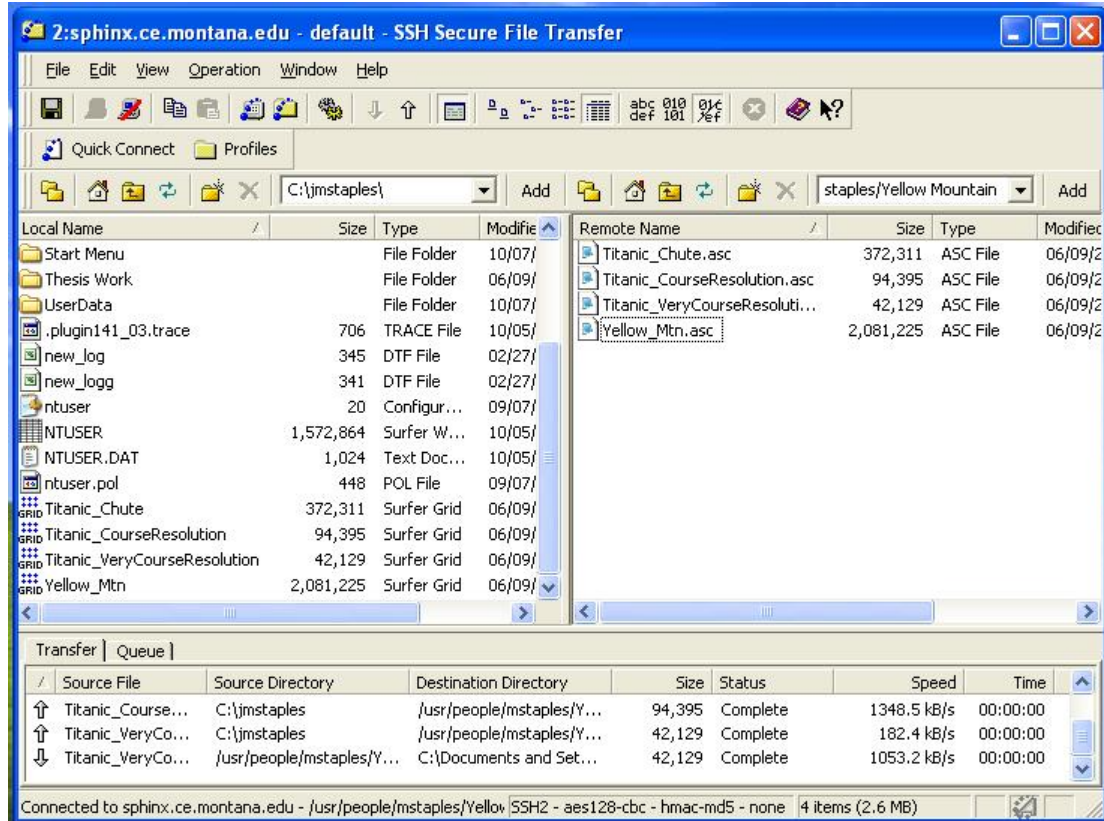 2:sphinx.ce.montana.edu - default - SSH Secure File Transfer
File Edit View Operation Window Help
abc def 010 101
Quick Connect Profiles
C:\jmstaples\ Add staples/Yellow Mountain Add
Local Name / Size Type Modifie
Start Menu File Folder 10/07/
Thesis Work File Folder 06/09/
UserData File Folder 10/07/
.plugin141_03.trace 706 TRACE File 10/05/
new_log 345 DTF File 02/27/
new_logg 341 DTF File 02/27/
ntuser 20 Configur... 09/07/
NTUSER 1,572,864 Surfer W... 10/05/
NTUSER.DAT 1,024 Text Doc... 10/05/
ntuser.pol 448 POL File 09/07/
GRID Titanic_Chute 372,311 Surfer Grid 06/09/
GRID Titanic_CourseResolution 94,395 Surfer Grid 06/09/
GRID Titanic_VeryCourseResolution 42,129 Surfer Grid 06/09/
GRID Yellow_Mtn 2,081,225 Surfer Grid 06/09/
Remote Name / Size Type Modified
Titanic_Chute.asc 372,311 ASC File 06/09/2
Titanic_CourseResolution.asc 94,395 ASC File 06/09/2
Titanic_VeryCourseResoluti... 42,129 ASC File 06/09/2
Yellow_Mtn.asc 2,081,225 ASC File 06/09/2
Transfer Queue
/ Source File Source Directory Destination Directory Size Status Speed Time
Titanic_Course... C:\jmstaples /usr/people/mstaples/Y... 94,395 Complete 1348.5 kB/s 00:00:00
Titanic_VeryCo... C:\jmstaples /usr/people/mstaples/Y... 42,129 Complete 182.4 kB/s 00:00:00
Titanic_VeryCo... /usr/people/mstaples/Y... C:\Documents and Set... 42,129 Complete 1053.2 kB/s 00:00:00
Connected to sphinx.ce.montana.edu - /usr/people/mstaples/Yellow SSH2 - aes128-cbc - hmac-md5 - none 4 items (2.6 MB)